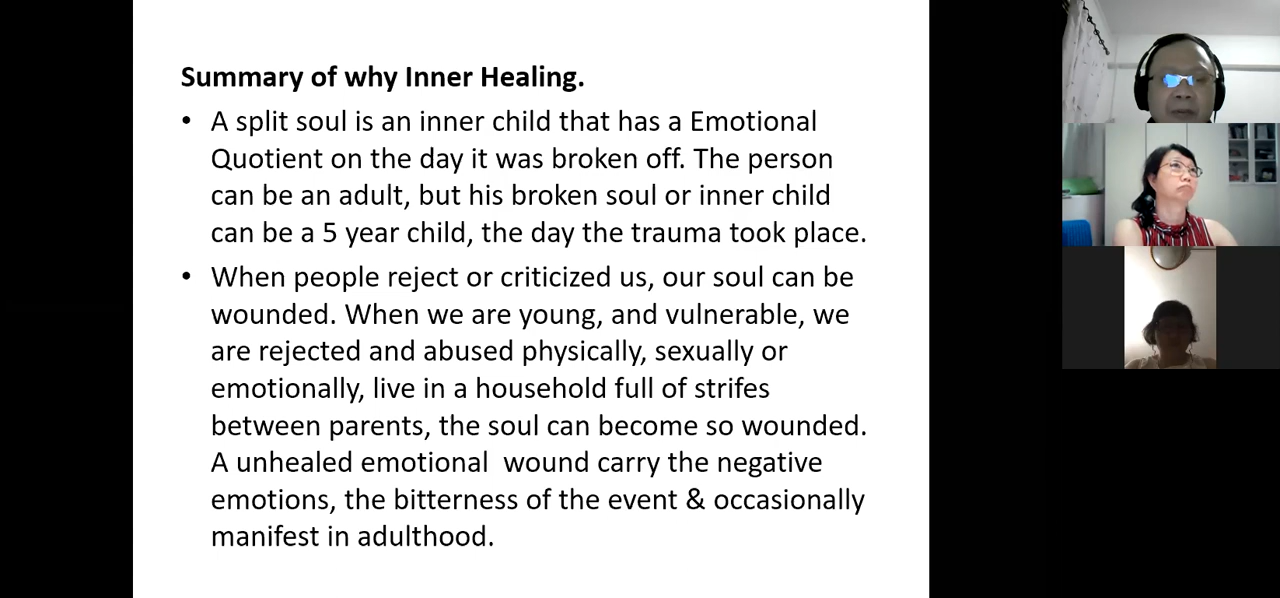 Summary of why Inner Healing.
• A split soul is an inner child that has a Emotional
Quotient on the day it was broken off. The person
can be an adult, but his broken soul or inner child
can be a 5 year child, the day the trauma took place.
• When people reject or criticized us, our soul can be
wounded. When we are young, and vulnerable, we
are rejected and abused physically, sexually or
emotionally, live in a household full of strifes
between parents, the soul can become so wounded.
A unhealed emotional  wound carry the negative
emotions, the bitterness of the event & occasionally
manifest in adulthood.